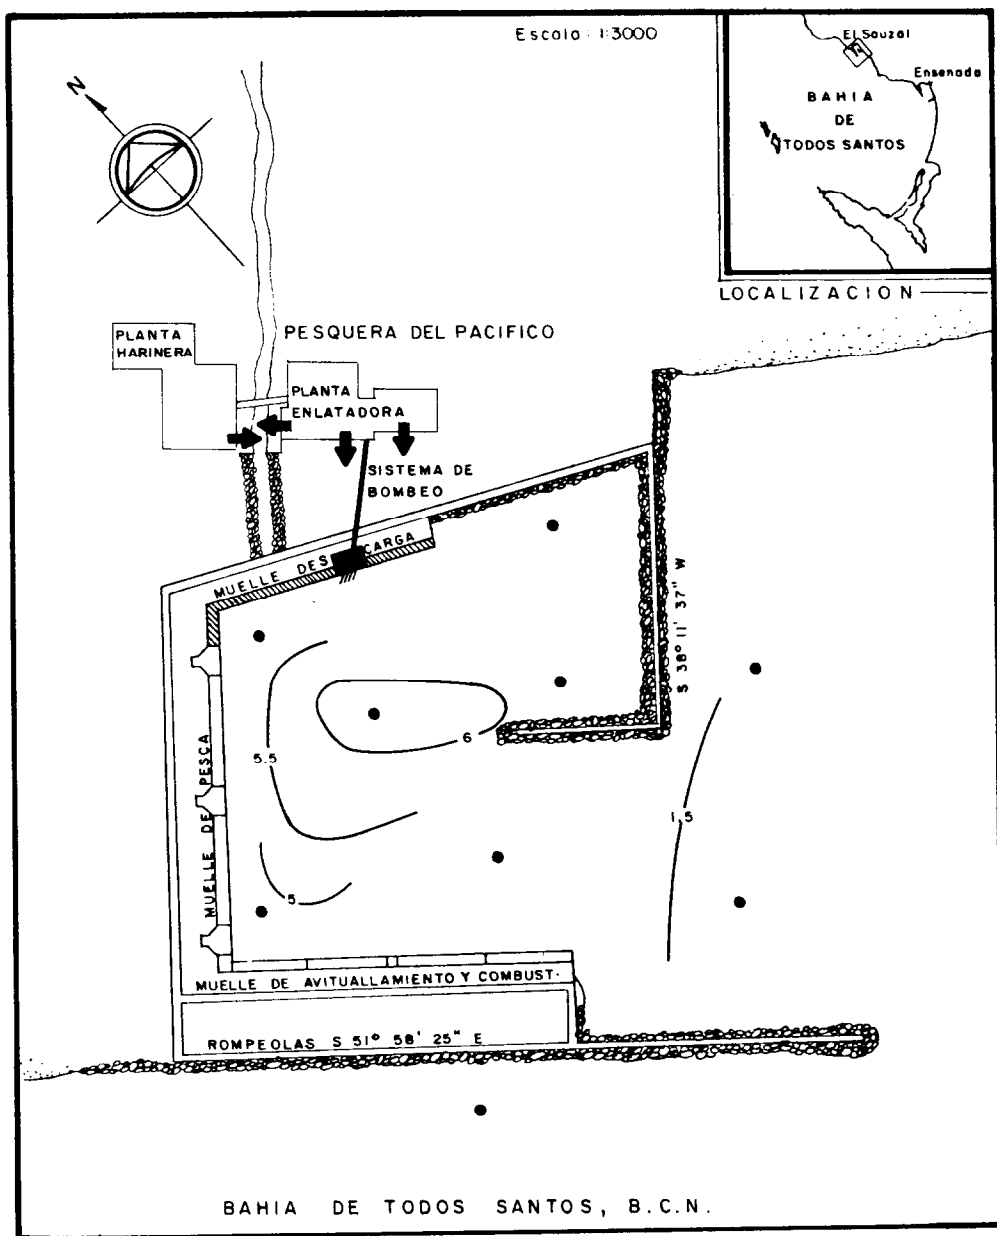 Escala 1:3000
El Sauzal
Ensenada
BAHIA
DE
TODOS SANTOS
LOCALIZACION
N
PLANTA
HARINERA
PESQUERA DEL PACIFICO
PLANTA
ENLATADORA
SISTEMA DE
BOMBEO
MUELLE DESCARGA
S 38° 11' 37" W
6
5.5
MUELLE DE PESCA
1.5
5
MUELLE DE AVITUALLAMIENTO Y COMBUST.
ROMPEOLAS S 51° 58' 25" E
BAHIA DE TODOS SANTOS, B.C.N.